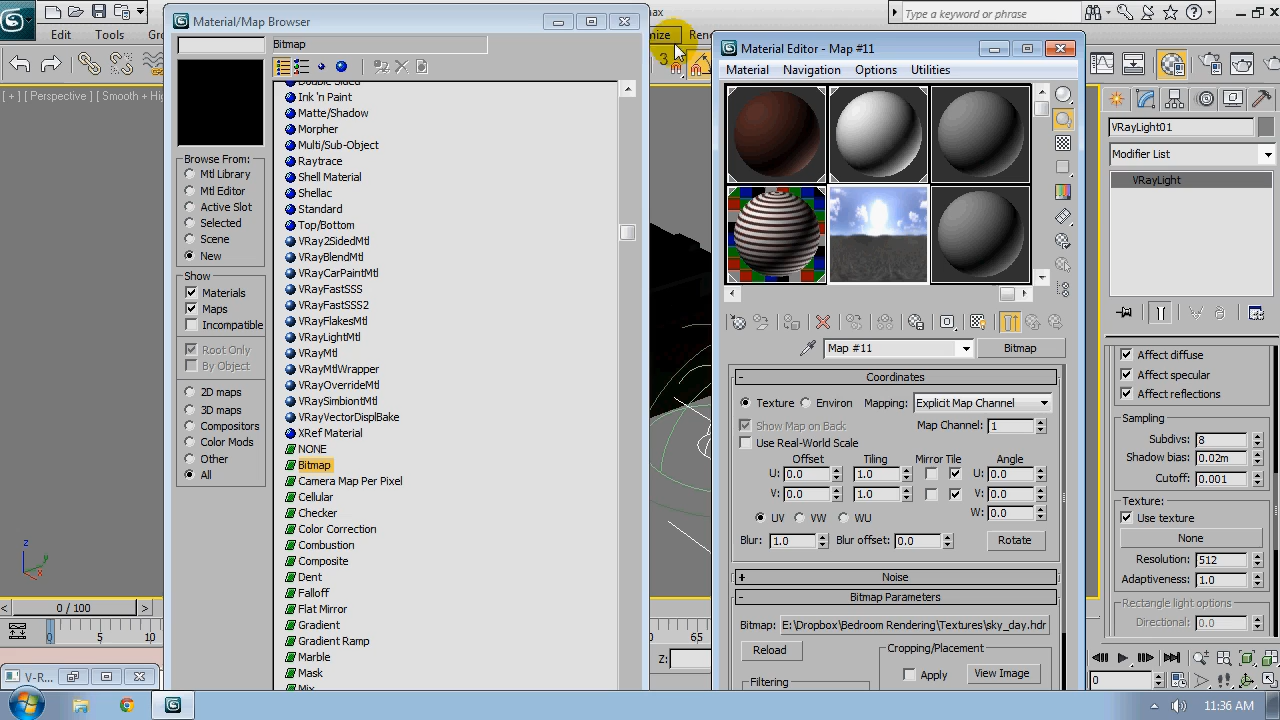 Material/Map Browser
max
Type a keyword or phrase
Edit
Tools
Bitmap
mize
3
Material Editor - Map #11
Material Navigation Options Utilities
[ + ] [ Perspective ] [ Smooth + Hi
Ink 'n Paint
Matte/Shadow
Morpher
Multi/Sub-Object
Raytrace
Shell Material
Shellac
Standard
Top/Bottom
VRay2SidedMtl
VRayBlendMtl
VRayCarPaintMtl
VRayFastSSS
VRayFastSSS2
VRayFlakesMtl
VRayLightMtl
VRayMtl
VRayMtlWrapper
VRayOverrideMtl
VRaySimbiontMtl
VRayVectorDisplBake
XRef Material
NONE
Bitmap
Camera Map Per Pixel
Cellular
Checker
Color Correction
Combustion
Composite
Dent
Falloff
Flat Mirror
Gradient
Gradient Ramp
Marble
Mask
Browse From:
Mtl Library
Mtl Editor
Active Slot
Selected
Scene
New
Show
Materials
Maps
Incompatible
Root Only
By Object
2D maps
3D maps
Compositors
Color Mods
Other
All
Map #11
Bitmap
- Coordinates
Texture Environ Mapping: Explicit Map Channel
Show Map on Back Map Channel: 1
Use Real-World Scale
Offset Tiling Mirror Tile Angle
U: 0.0 1.0 U: 0.0
V: 0.0 1.0 V: 0.0
UV VW WU W: 0.0
Blur: 1.0 Blur offset: 0.0 Rotate
+ Noise
- Bitmap Parameters
Bitmap: E:\Dropbox\Bedroom Rendering\Textures\sky_day.hdr
Reload
Cropping/Placement
Apply View Image
Filtering
VRayLight01
Modifier List
VRayLight
Affect diffuse
Affect specular
Affect reflections
Sampling
Subdivs: 8
Shadow bias: 0.02m
Cutoff: 0.001
Texture:
Use texture
None
Resolution: 512
Adaptiveness: 1.0
Rectangle light options
Directional: 0.0
z
x
< 0 / 100 >
0 5 10
65
Z:
0
V-R...
11:36 AM